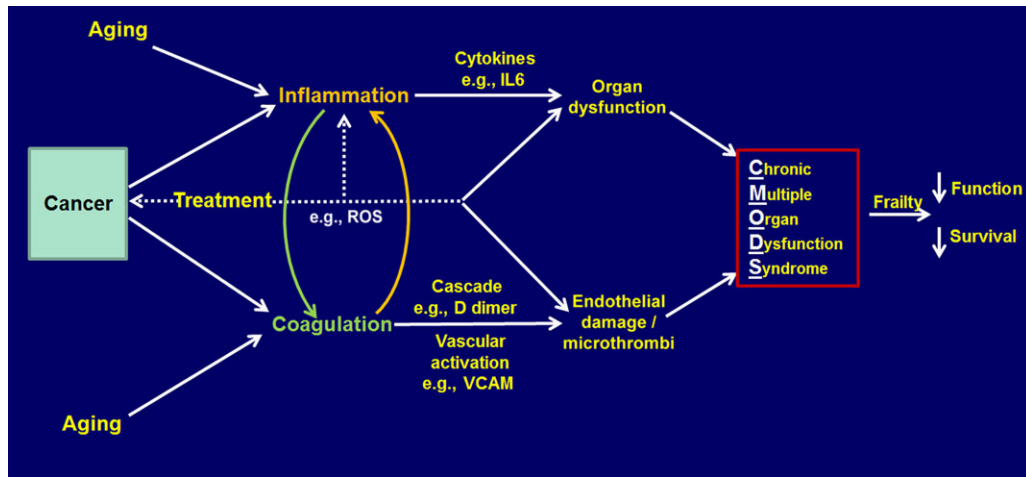 Aging
Cytokines
e.g., IL6
Inflammation
Organ
dysfunction
Cancer
Treatment
e.g., ROS
Chronic
Multiple
Organ
Dysfunction
Syndrome
Frailty
Function
Survival
Cascade
e.g., D dimer
Coagulation
Vascular
activation
e.g., VCAM
Endothelial
damage /
microthrombi
Aging